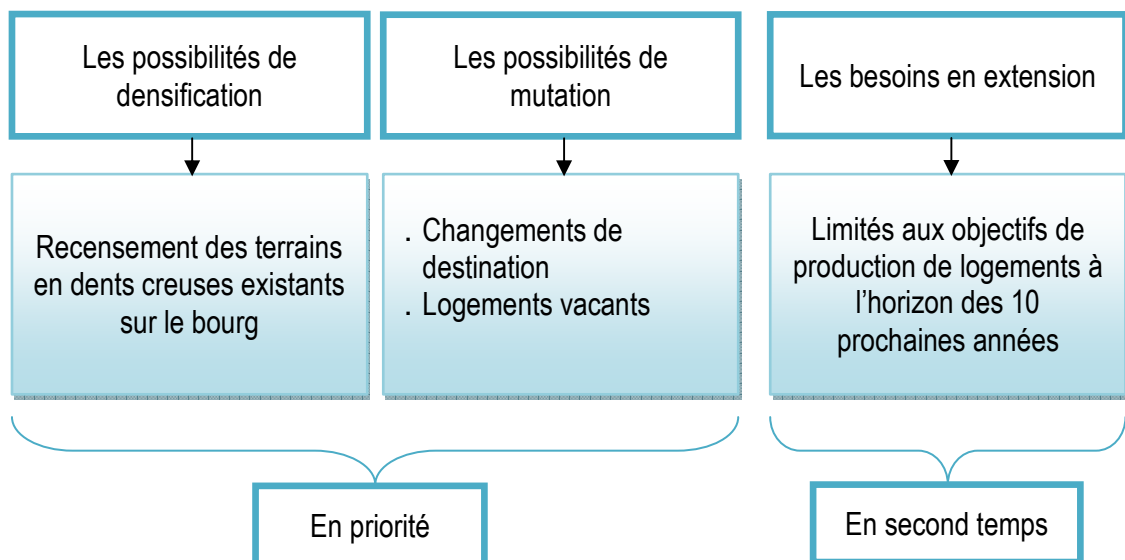 Les possibilités de
densification
Les possibilités de
mutation
Les besoins en extension
Recensement des terrains
en dents creuses existants
sur le bourg
. Changements de
destination
. Logements vacants
Limités aux objectifs de
production de logements à
l’horizon des 10
prochaines années
En priorité
En second temps